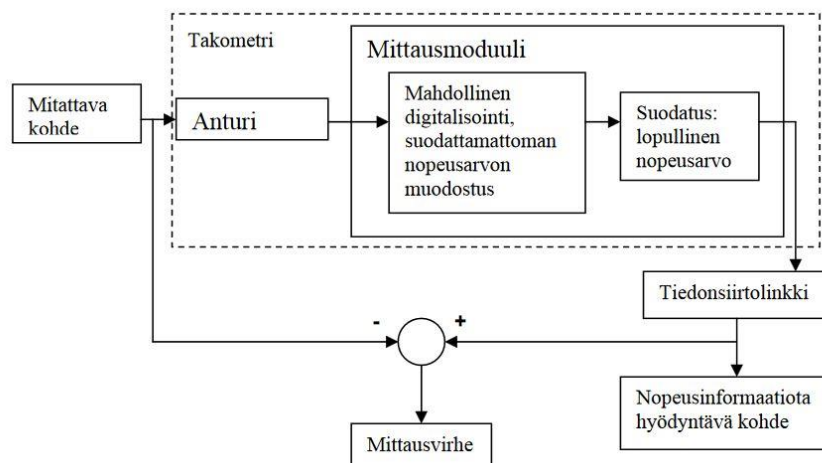 Takometri
Mittausmoduuli
Mitattava
kohde
Anturi
Mahdollinen
digitalisointi,
suodattamattoman
nopeusarvon
muodostus
Suodatus:
lopullinen
nopeusarvo
Tiedonsiirtolinkki
-
+
Nopeusinformaatiota
hyödyntävä kohde
Mittausvirhe